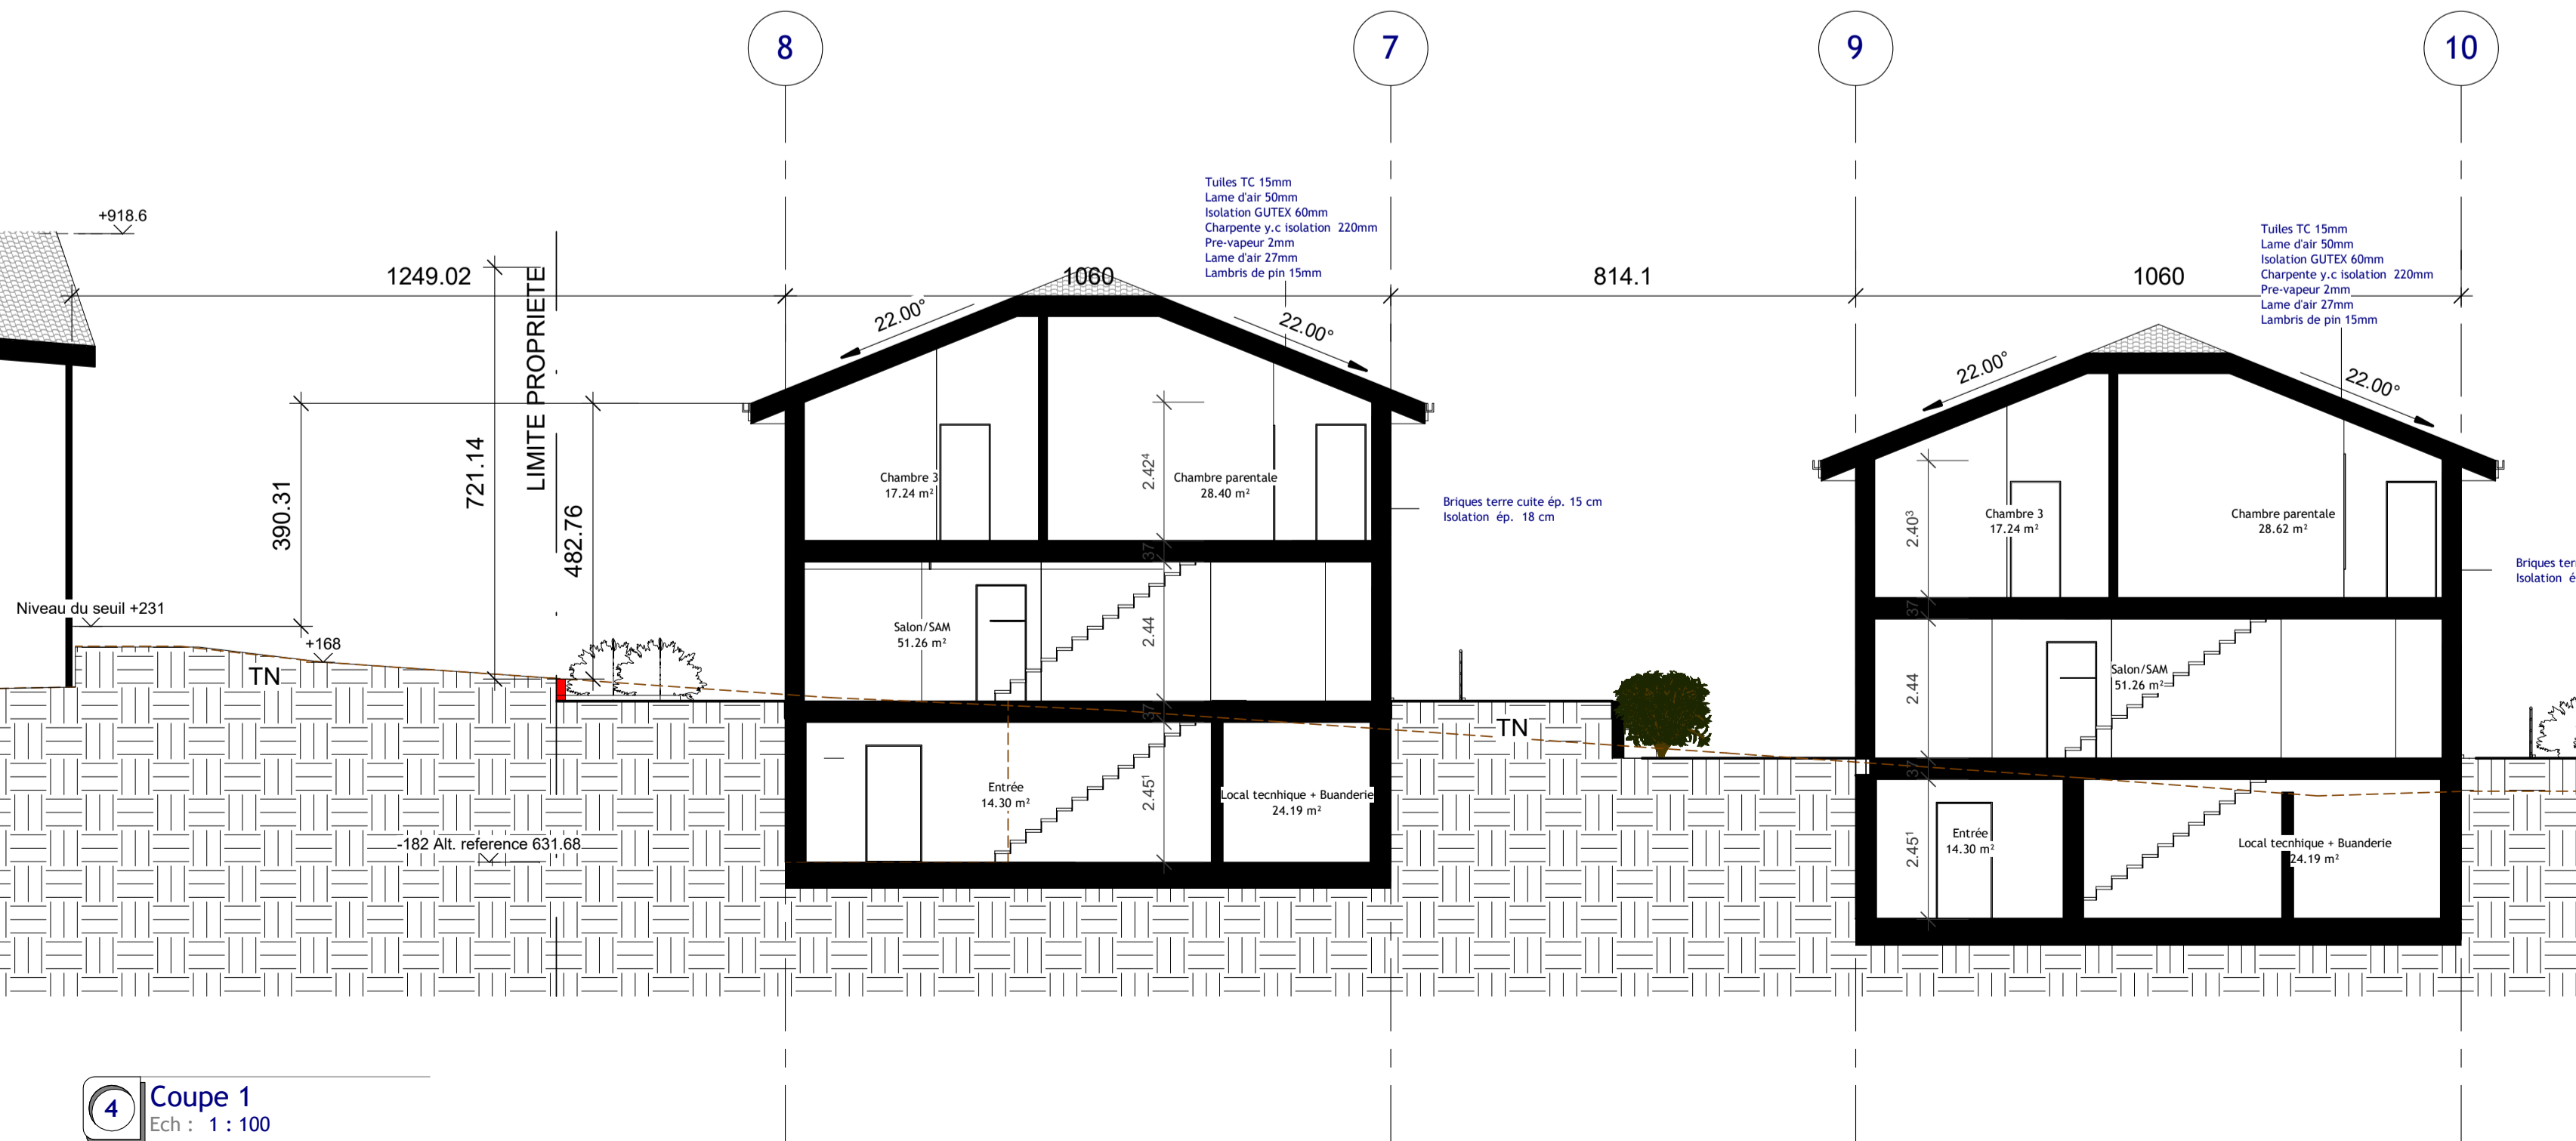 8
7
9
10
Tuiles TC 15mm
Lame d'air 50mm
Isolation GUTEX 60mm
Charpente y.c isolation 220mm
Pre-vapeur 2mm
Lame d'air 27mm
Lambris de pin 15mm
Tuiles TC 15mm
Lame d'air 50mm
Isolation GUTEX 60mm
Charpente y.c isolation 220mm
Pre-vapeur 2mm
Lame d'air 27mm
Lambris de pin 15mm
+918.6
1249.02
1060
814.1
1060
LIMITE PROPRIETE
22.00°
22.00°
22.00°
22.00°
390.31
721.14
482.76
Chambre 3
17.24 m²
2.42⁴
Chambre parentale
28.40 m²
Briques terre cuite ép. 15 cm
Isolation ép. 18 cm
Chambre 3
17.24 m²
2.40³
Chambre parentale
28.62 m²
Briques ter
Isolation é
37
37
Niveau du seuil +231
+168
TN
Salon/SAM
51.26 m²
2.44
Salon/SAM
51.26 m²
2.44
37
TN
37
Entrée
14.30 m²
2.45¹
Local tecnhique + Buanderie
24.19 m²
Entrée
14.30 m²
2.45¹
Local tecnhique + Buanderie
24.19 m²
-182 Alt. reference 631.68
4
Coupe 1
Ech : 1 : 100